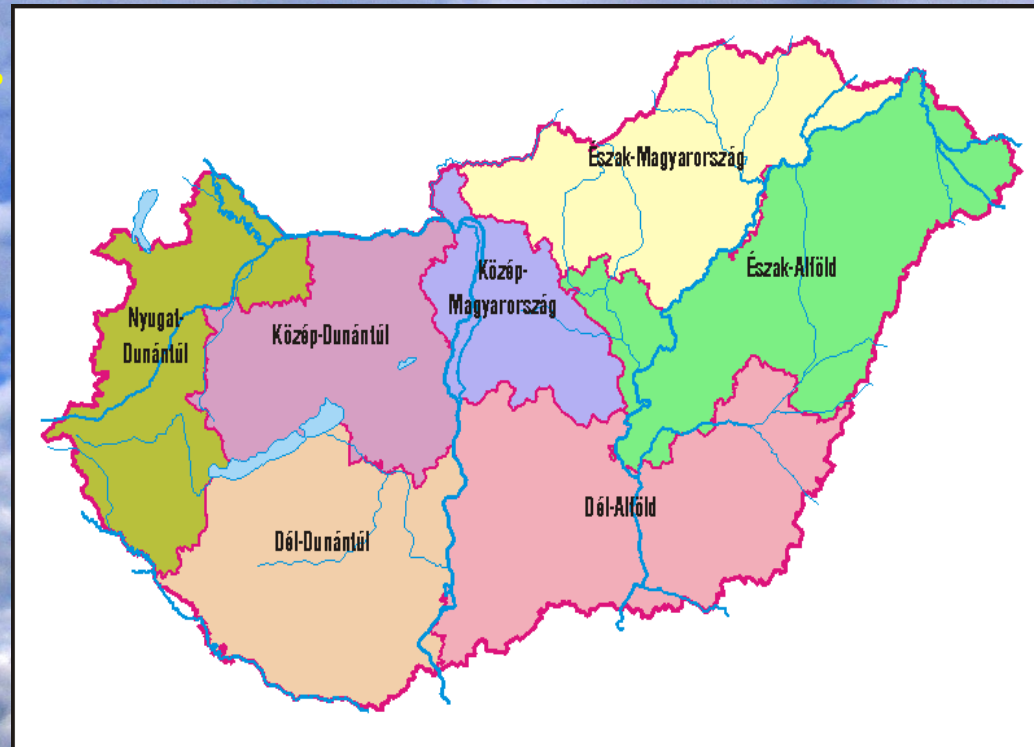 Észak-Magyarország
Észak-Alföld
Közép-
Magyarország
Nyugat-
Dunántúl
Közép-Dunántúl
Dél-Alföld
Dél-Dunántúl